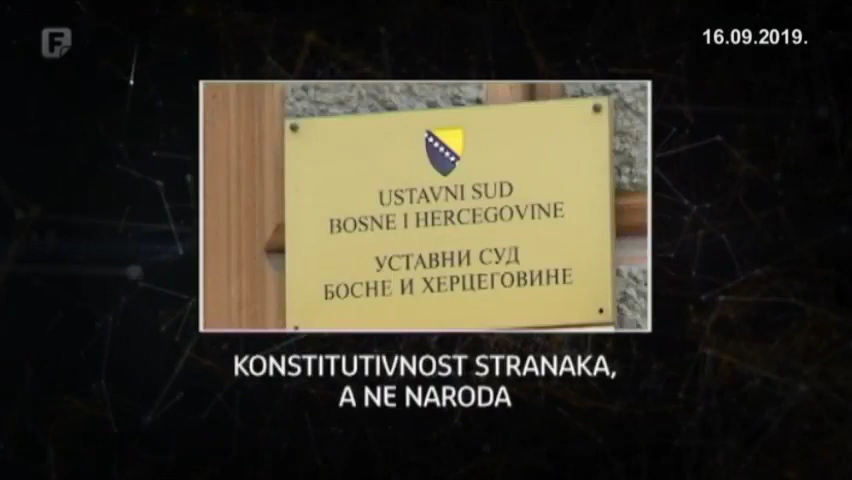 F
16.09.2019.
USTAVNI SUD
BOSNE I HERCEGOVINE
УСТАВНИ СУД
БОСНЕ И ХЕРЦЕГОВИНЕ
KONSTITUTIVNOST STRANAKA,
A NE NARODA